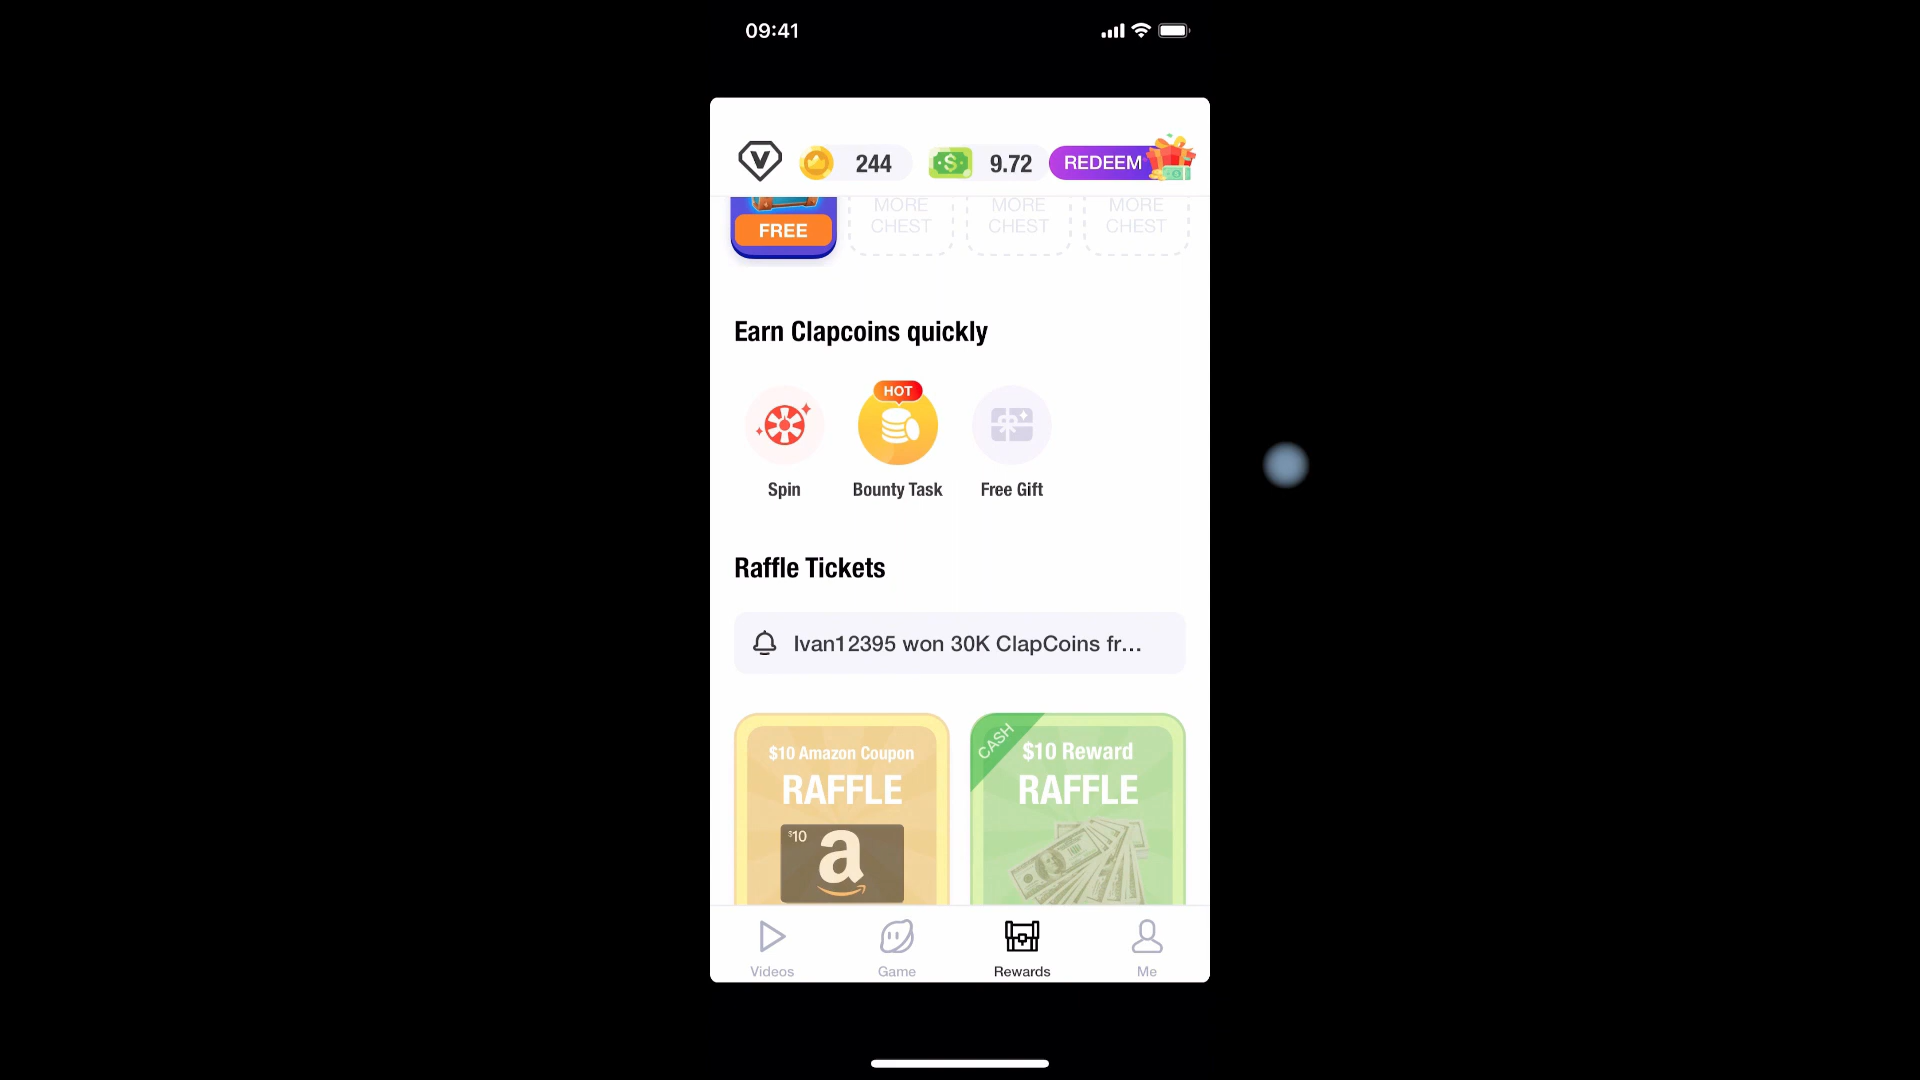 09:41
V
244
$
9.72
REDEEM
FREE
MORE
CHEST
MORE
CHEST
MORE
CHEST
Earn Clapcoins quickly
HOT
Spin
Bounty Task
Free Gift
Raffle Tickets
Ivan12395 won 30K ClapCoins fr...
$10 Amazon Coupon
RAFFLE
$10
a
CASH
$10 Reward
RAFFLE
Videos
Game
Rewards
Me